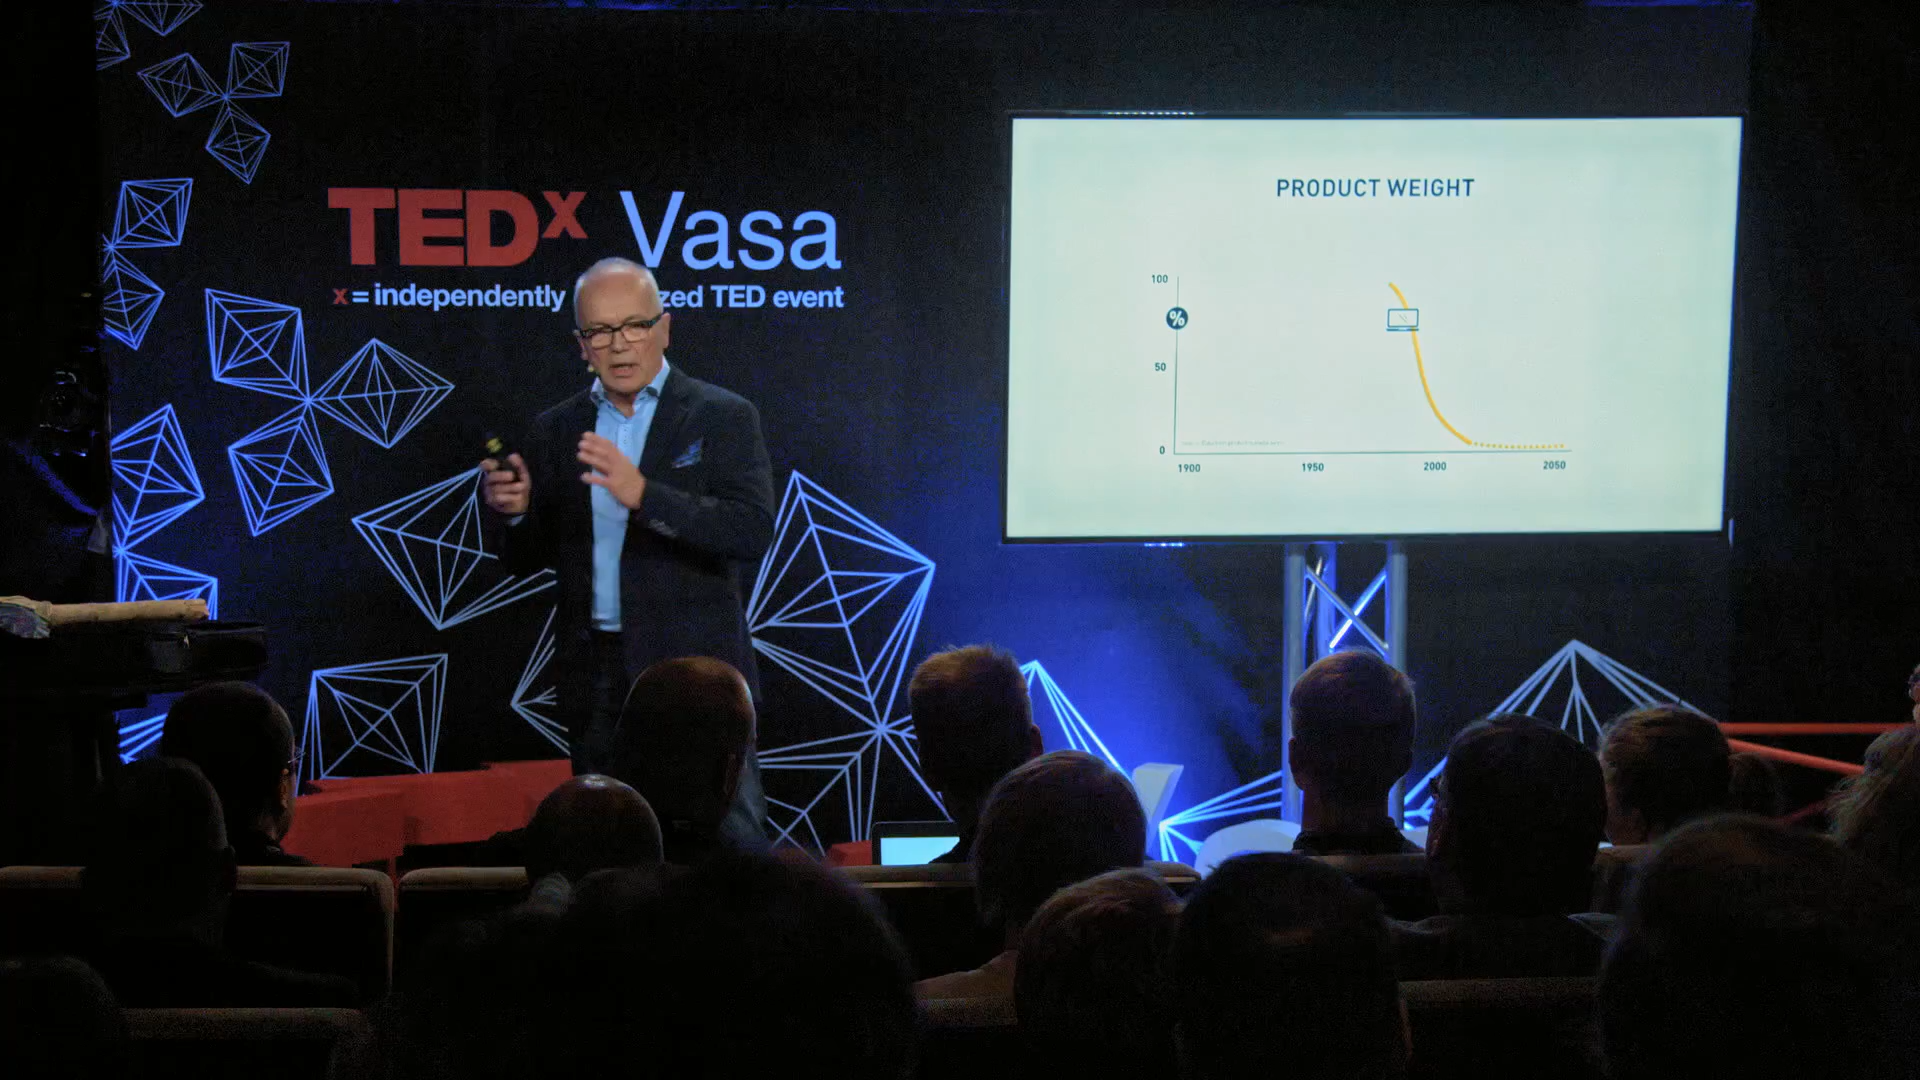 TEDx Vasa
x = independently zed TED event
PRODUCT WEIGHT
100
%
50
0
1900 1950 2000 2050